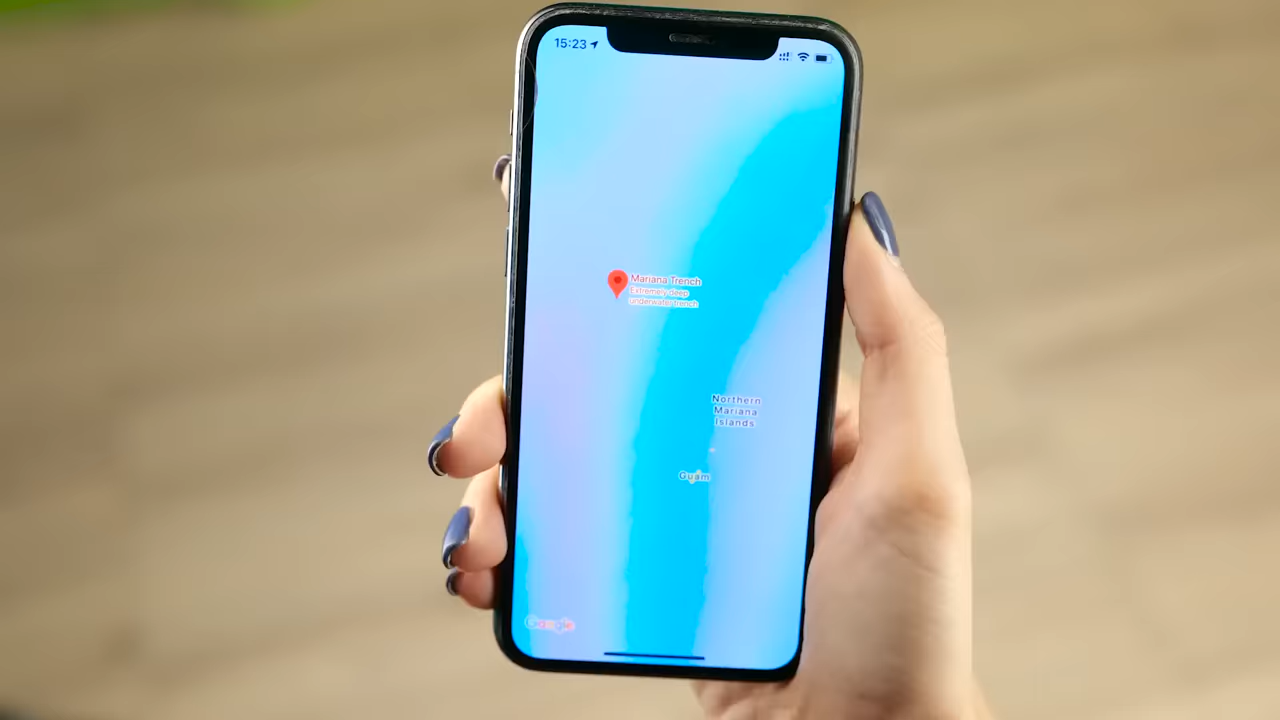 15:23
Mariana Trench
Extremely deep
underwater trench
Northern
Mariana
Islands
Guam
Google